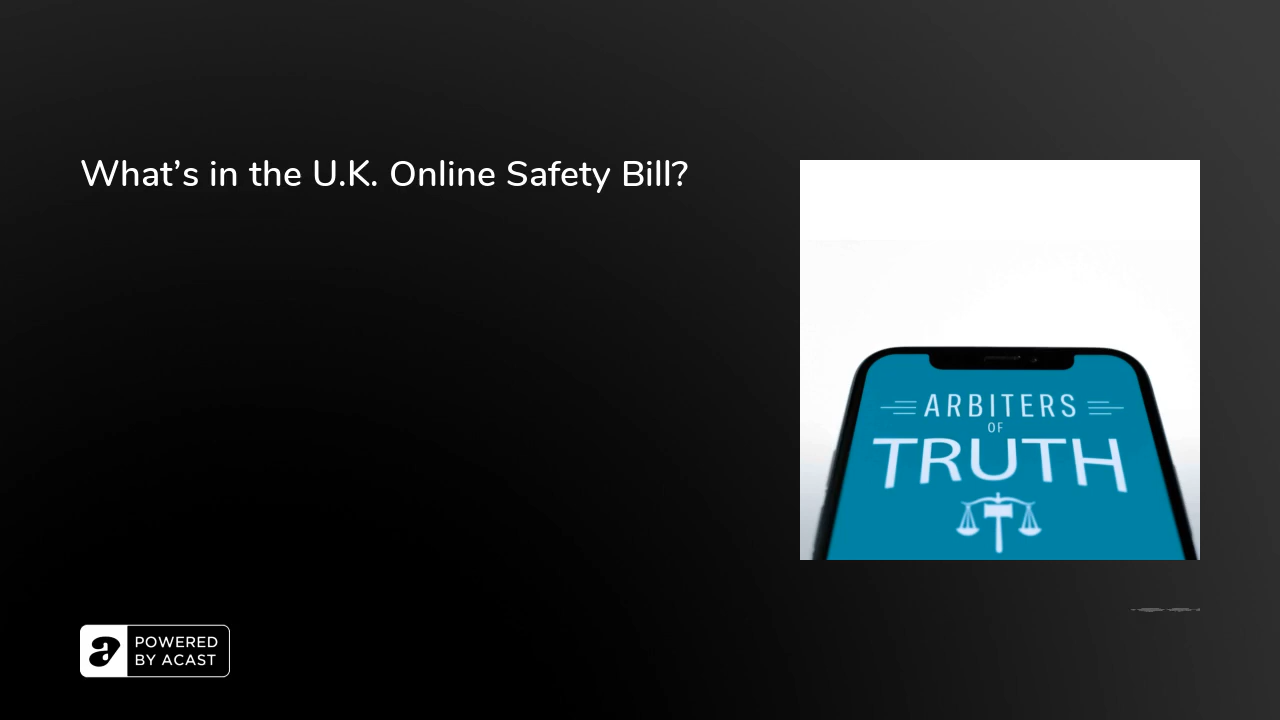 What’s in the U.K. Online Safety Bill?
ARBITERS
OF
TRUTH
a POWERED
BY ACAST